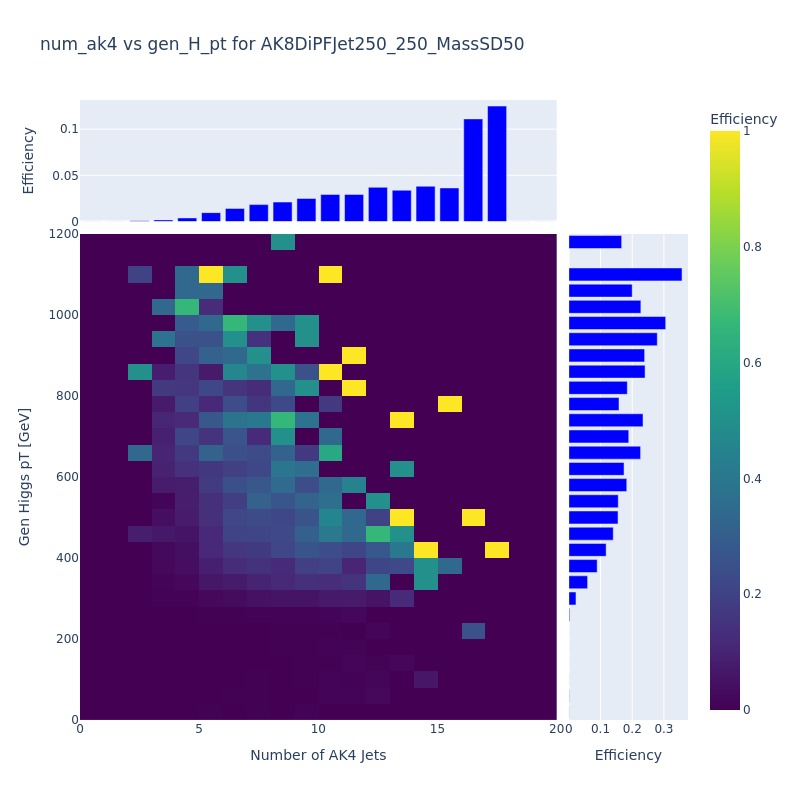 num_ak4 vs gen_H_pt for AK8DiPFJet250_250_MassSD50
Efficiency
0.1
0.05
0
Efficiency
1
0.8
0.6
0.4
0.2
0
Gen Higgs pT [GeV]
1200
1000
800
600
400
200
0
0 5 10 15 20
Number of AK4 Jets
0 0.1 0.2 0.3
Efficiency